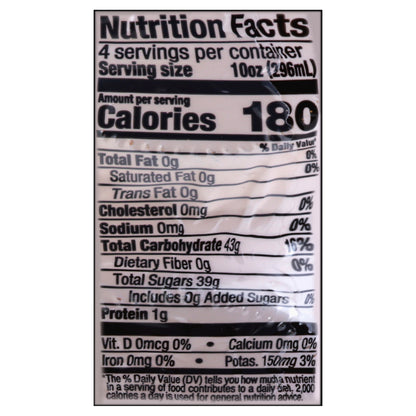 Nutrition Facts
4 servings per container
Serving size 10oz (296mL)
Amount per serving
Calories 180
% Daily Value*
Total Fat 0g 0%
Saturated Fat 0g 0%
Trans Fat 0g
Cholesterol 0mg 0%
Sodium 0mg 0%
Total Carbohydrate 43g 16%
Dietary Fiber 0g 0%
Total Sugars 39g
Includes 0g Added Sugars 0%
Protein 1g
Vit. D 0mcg 0% • Calcium 0mg 0%
Iron 0mg 0% • Potas. 150mg 3%
*The % Daily Value (DV) tells you how much a nutrient
in a serving of food contributes to a daily diet. 2,000
calories a day is used for general nutrition advice.